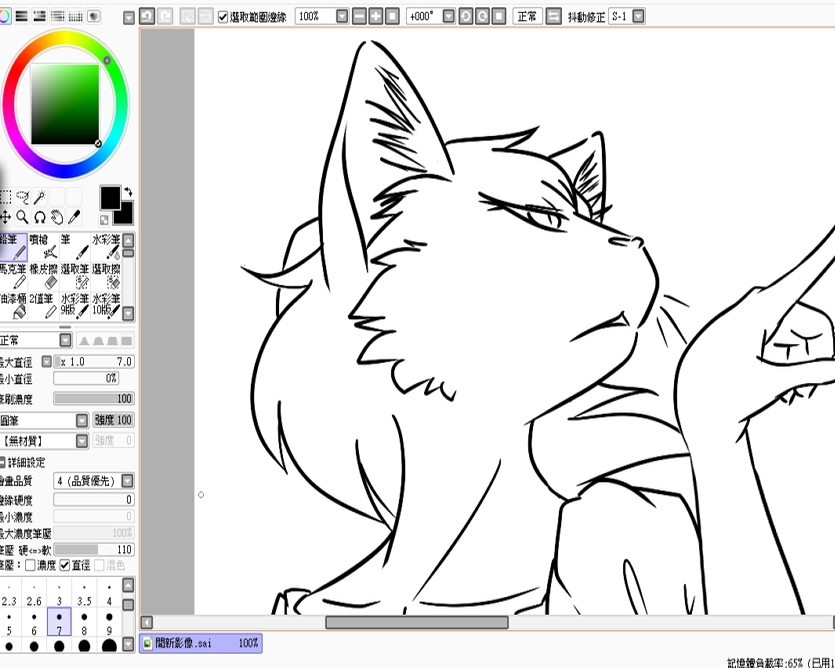 選取範圍邊緣 100% +000° 正常 抖動修正 S-1
鉛筆 噴槍 筆 水彩筆
馬克筆 橡皮擦 選取筆 選取擦
油漆桶 2值筆 水彩筆9版 水彩筆10版
正常
最大直徑 x 1.0 7.0
最小直徑 0%
筆刷濃度 100
圓筆 強度 100
【無材質】 強度 0
詳細設定
繪畫品質 4 (品質優先)
邊緣硬度 0
最小濃度 0
最大濃度筆壓 100%
筆壓 硬<=>軟 110
筆壓： 濃度 直徑 混色
2.3 2.6 3 3.5 4
5 6 7 8 9
開新影像.sai 100%
記憶體負載率:65% (已用1